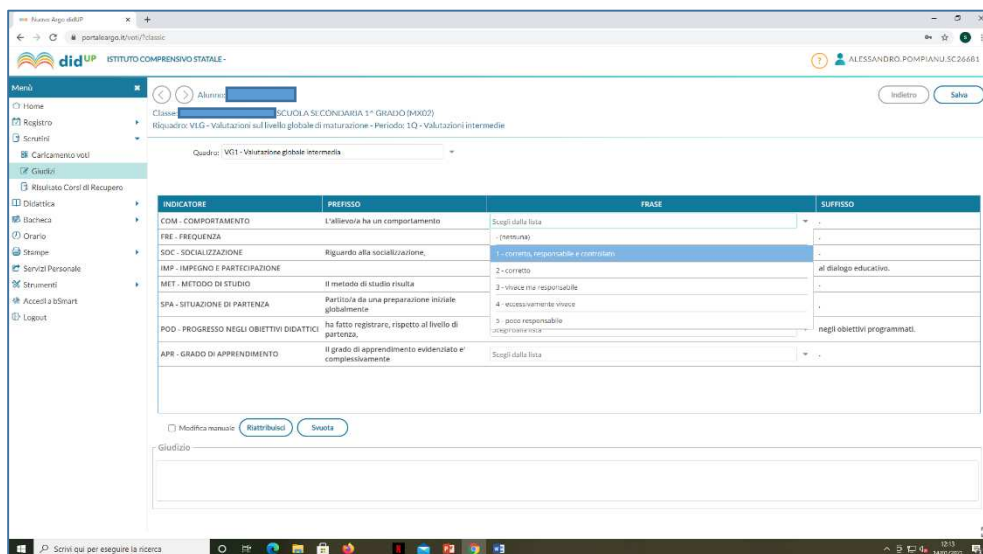 Nuovo Argo didUP
portaleargo.it/voti/?classic
didUP ISTITUTO COMPRENSIVO STATALE -
ALESSANDRO.POMPIANU.SC26681
Menù
Home
Registro
Scrutini
Caricamento voti
Giudizi
Risultato Corsi di Recupero
Didattica
Bacheca
Orario
Stampe
Servizi Personale
Strumenti
Accedi a bSmart
Logout
Alunno:
Indietro Salva
Classe SCUOLA SECONDARIA 1^ GRADO (MX02)
Riquadro: VLG - Valutazioni sul livello globale di maturazione - Periodo: 1Q - Valutazioni intermedie
Quadro: VG1 - Valutazione globale intermedia
INDICATORE PREFISSO FRASE SUFFISSO
COM - COMPORTAMENTO L'allievo/a ha un comportamento Scegli dalla lista .
FRE - FREQUENZA - (nessuna) .
SOC - SOCIALIZZAZIONE Riguardo alla socializzazione, 1 - corretto, responsabile e controllato .
IMP - IMPEGNO E PARTECIPAZIONE 2 - corretto al dialogo educativo.
MET - METODO DI STUDIO Il metodo di studio risulta 3 - vivace ma responsabile .
SPA - SITUAZIONE DI PARTENZA Partito/a da una preparazione iniziale globalmente 4 - eccessivamente vivace .
5 - poco responsabile
POD - PROGRESSO NEGLI OBIETTIVI DIDATTICI ha fatto registrare, rispetto al livello di partenza, Scegli dalla lista negli obiettivi programmati.
APR - GRADO DI APPRENDIMENTO Il grado di apprendimento evidenziato e' complessivamente Scegli dalla lista .
Modifica manuale Riattribuisci Svuota
Giudizio
Scrivi qui per eseguire la ricerca
12:13